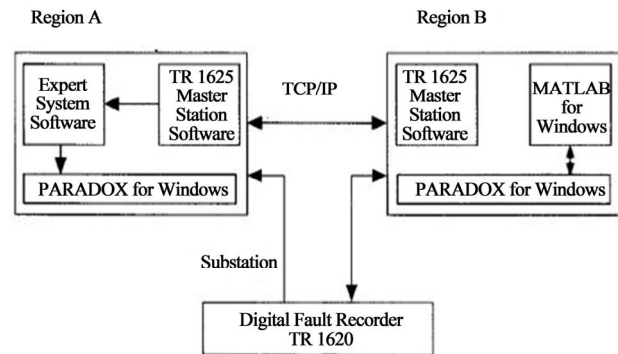 Region A
Region B
Expert
System
Software
TR 1625
Master
Station
Software
PARADOX for Windows
TCP/IP
TR 1625
Master
Station
Software
MATLAB
for
Windows
PARADOX for Windows
Substation
Digital Fault Recorder
TR 1620